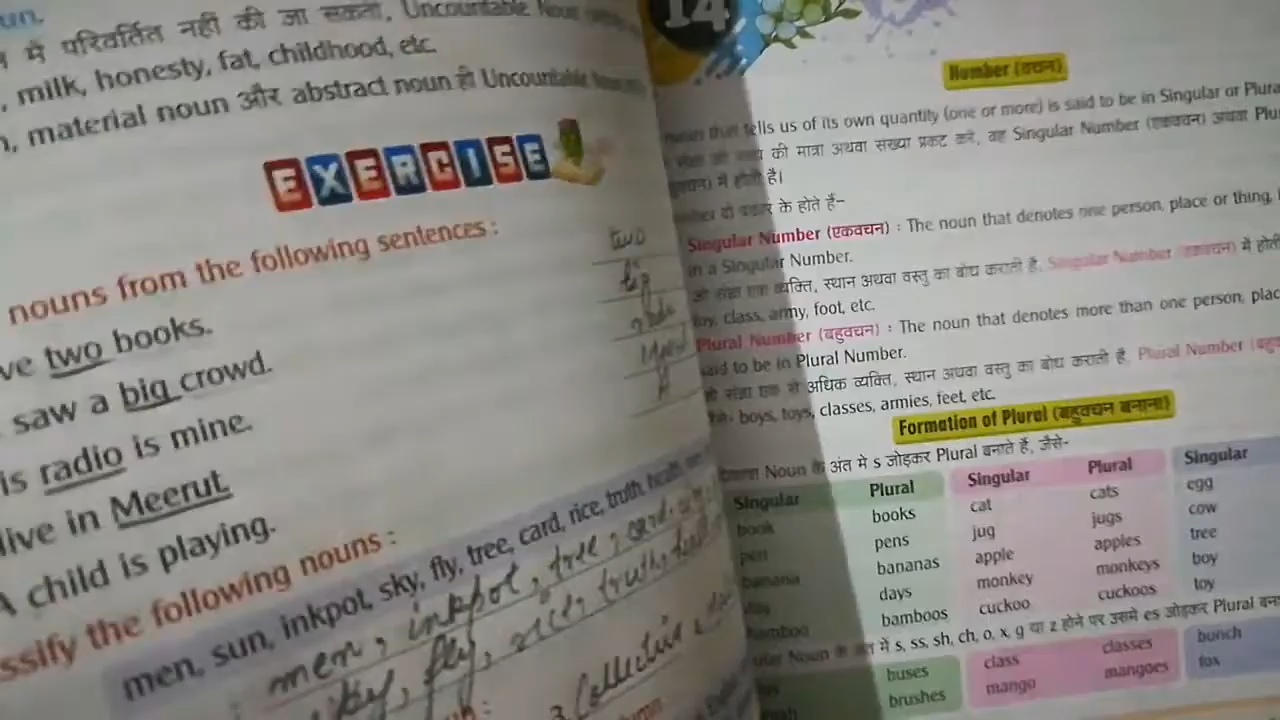 un.
में परिवर्तित नहीं की जा सकता, Uncountable Noun
, milk, honesty, fat, childhood, etc.
, material noun और abstract noun ही Uncountable Noun
EXERCISE
nouns from the following sentences :
ve two books.
saw a big crowd.
is radio is mine.
live in Meerut.
A child is playing.
two
big
ssify the following nouns :
men, sun, inkpot, sky, fly, tree, card, rice, truth, health,
men, inkpot, tree, card,
sky, fly, rice, truth,
Collective
14
Number (वचन)
noun that tells us of its own quantity (one or more) is said to be in Singular or Plura
की मात्रा अथवा संख्या प्रकट करे, वह Singular Number (एकवचन) अथवा Plu
में होती है।
दो प्रकार के होते हैं-
Singular Number (एकवचन) : The noun that denotes one person, place or thing,
in a Singular Number.
जो संज्ञा एक व्यक्ति, स्थान अथवा वस्तु का बोध कराती है, Singular Number (एकवचन) में होती
boy, class, army, foot, etc.
Plural Number (बहुवचन) : The noun that denotes more than one person, plac
said to be in Plural Number.
जो संज्ञा एक से अधिक व्यक्ति, स्थान अथवा वस्तु का बोध कराती है, Plural Number (बहु
boys, toys, classes, armies, feet, etc.
Formation of Plural (बहुवचन बनाना)
Noun के अंत मे s जोड़कर Plural बनाते हैं, जैसे-
Singular Plural Singular Plural Singular
book books cat cats egg
pen pens jug jugs cow
banana bananas apple apples tree
day days monkey monkeys boy
bamboo bamboos cuckoo cuckoos toy
Noun के अंत में s, ss, sh, ch, o, x, g या z होने पर उसमे es जोड़कर Plural बना
buses class classes bunch
brushes mango mangoes fox